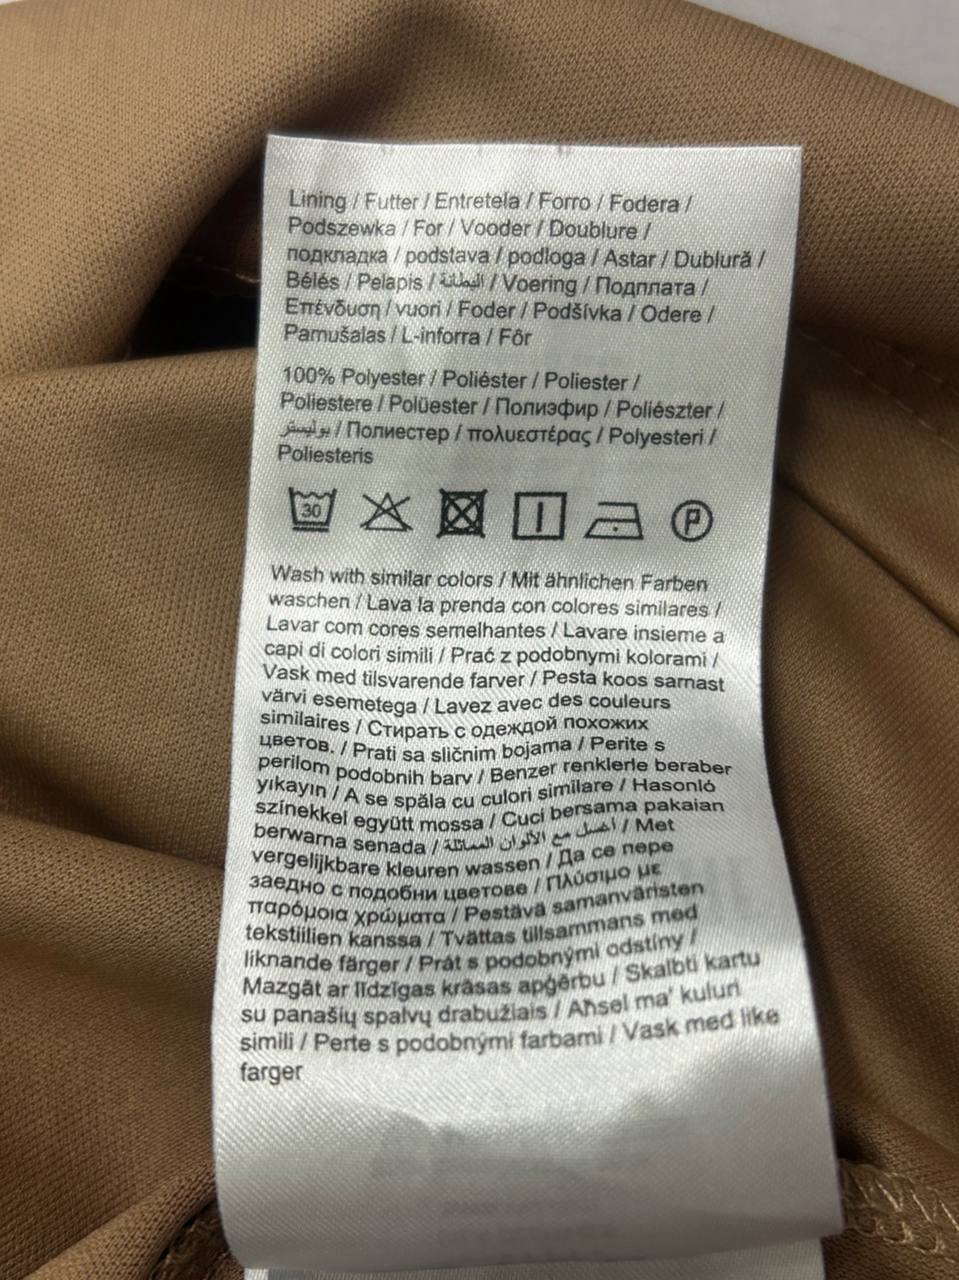 Lining / Futter / Entretela / Forro / Fodera /
Podszewka / For / Vooder / Doublure /
подкладка / podstava / podloga / Astar / Dublură /
Bélés / Pelapis / البطانة / Voering / Подплата /
Επένδυση / vuori / Foder / Podšívka / Odere /
Pamušalas / L-inforra / Fôr
100% Polyester / Poliéster / Poliester /
Poliestere / Polüester / Полиэфир / Poliészter /
بوليستر / Полиестер / πολυεστέρας / Polyesteri /
Poliesteris
30 P
Wash with similar colors / Mit ähnlichen Farben
waschen / Lava la prenda con colores similares /
Lavar com cores semelhantes / Lavare insieme a
capi di colori simili / Prać z podobnymi kolorami /
Vask med tilsvarende farver / Pesta koos samast
värvi esemetega / Lavez avec des couleurs
similaires / Стирать с одеждой похожих
цветов. / Prati sa sličnim bojama / Perite s
perilom podobnih barv / Benzer renklerle beraber
yıkayın / A se spăla cu culori similare / Hasonló
színekkel együtt mossa / Cuci bersama pakaian
berwarna senada / اغسل مع الألوان المماثلة / Met
vergelijkbare kleuren wassen / Да се пере
заедно с подобни цветове / Πλύσιμο με
παρόμοια χρώματα / Pestävä samanväristen
tekstiilien kanssa / Tvättas tillsammans med
liknande färger / Prát s podobnými odstíny /
Mazgāt ar līdzīgas krāsas apģērbu / Skalbti kartu
su panašių spalvų drabužiais / Aħsel ma' kuluri
simili / Perte s podobnými farbami / Vask med like
farger